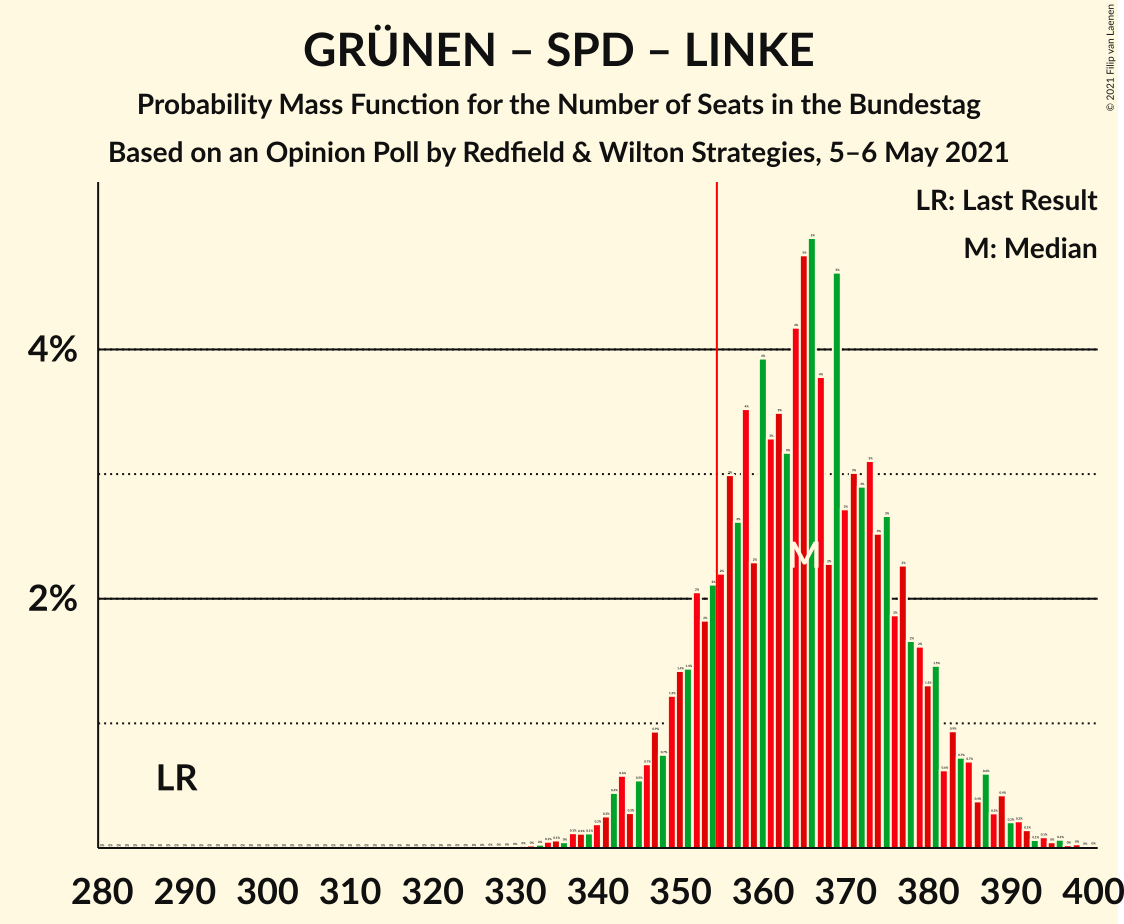 GRÜNEN – SPD – LINKE
Probability Mass Function for the Number of Seats in the Bundestag
Based on an Opinion Poll by Redfield & Wilton Strategies, 5–6 May 2021
© 2021 Filip van Laenen
LR: Last Result
M: Median
4%
2%
M
LR
280 290 300 310 320 330 340 350 360 370 380 390 400